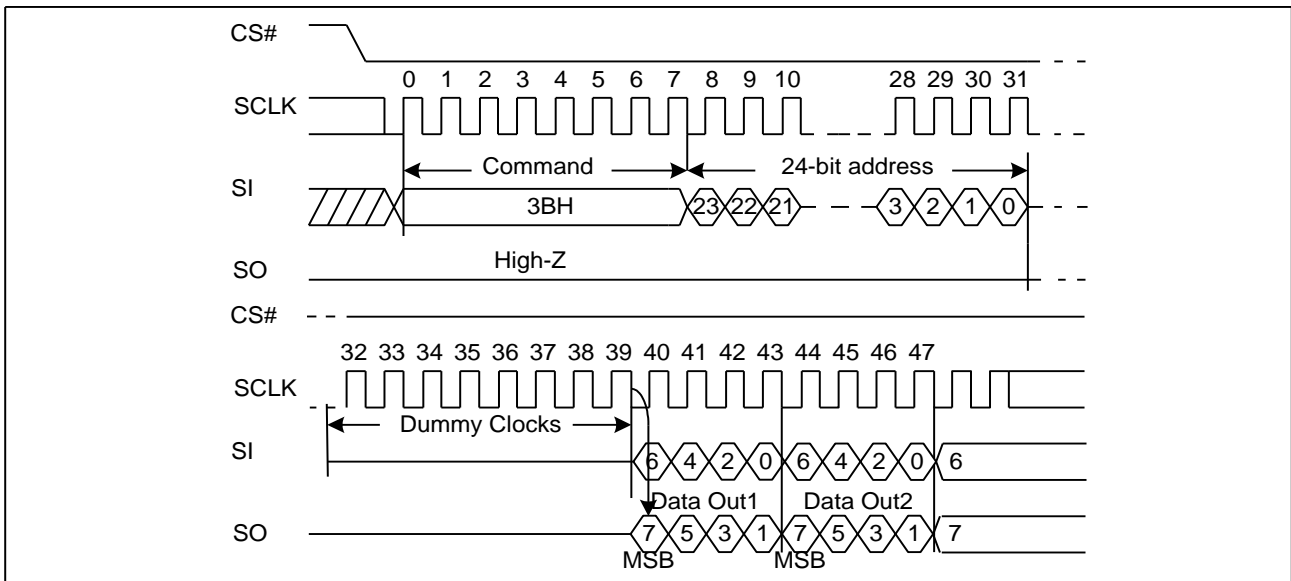 CS#
0 1 2 3 4 5 6 7 8 9 10 28 29 30 31
SCLK
Command 24-bit address
SI
3BH 23 22 21 3 2 1 0
High-Z
SO
CS#
32 33 34 35 36 37 38 39 40 41 42 43 44 45 46 47
SCLK
Dummy Clocks
SI
6 4 2 0 6 4 2 0 6
Data Out1 Data Out2
SO
7 5 3 1 7 5 3 1 7
MSB MSB